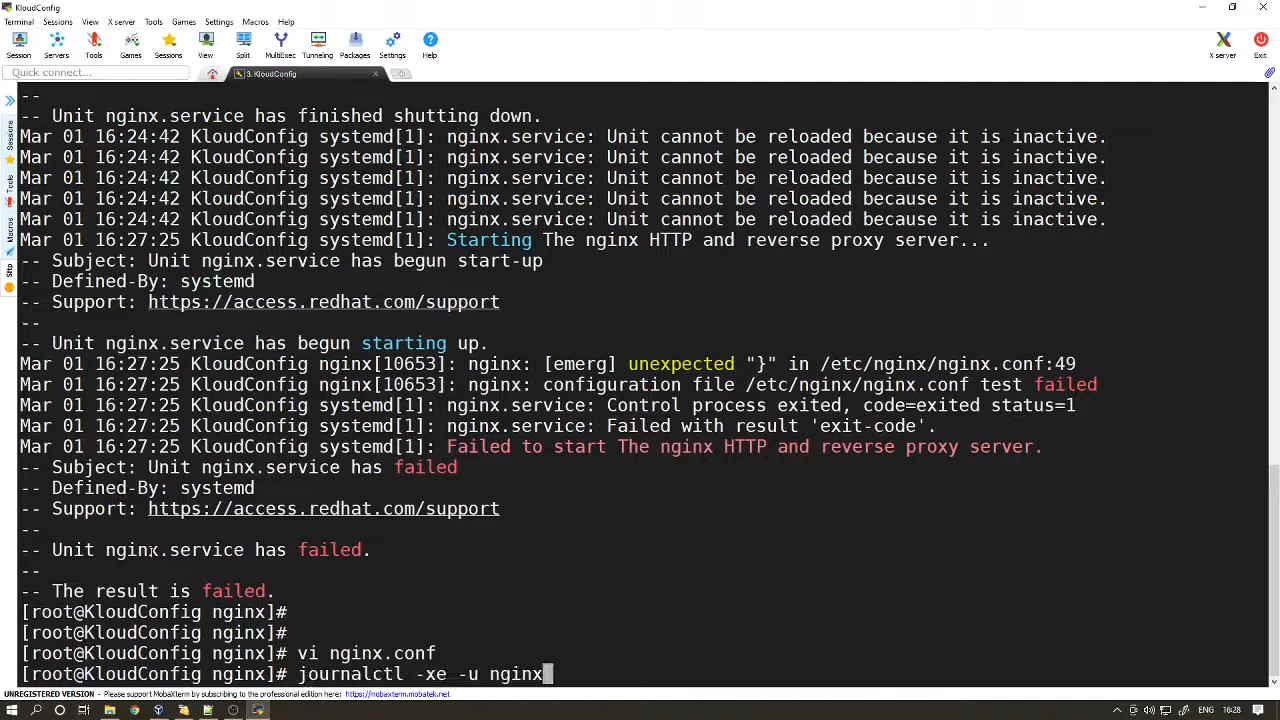 KloudConfig
Terminal Sessions View X server Tools Games Settings Macros Help
Session Servers Tools Games Sessions View Split MultiExec Tunneling Packages Settings Help X server Exit
Quick connect...
3. KloudConfig
Sessions
Tools
Macros
Sftp
--
-- Unit nginx.service has finished shutting down.
Mar 01 16:24:42 KloudConfig systemd[1]: nginx.service: Unit cannot be reloaded because it is inactive.
Mar 01 16:24:42 KloudConfig systemd[1]: nginx.service: Unit cannot be reloaded because it is inactive.
Mar 01 16:24:42 KloudConfig systemd[1]: nginx.service: Unit cannot be reloaded because it is inactive.
Mar 01 16:24:42 KloudConfig systemd[1]: nginx.service: Unit cannot be reloaded because it is inactive.
Mar 01 16:24:42 KloudConfig systemd[1]: nginx.service: Unit cannot be reloaded because it is inactive.
Mar 01 16:27:25 KloudConfig systemd[1]: Starting The nginx HTTP and reverse proxy server...
-- Subject: Unit nginx.service has begun start-up
-- Defined-By: systemd
-- Support: https://access.redhat.com/support
--
-- Unit nginx.service has begun starting up.
Mar 01 16:27:25 KloudConfig nginx[10653]: nginx: [emerg] unexpected "}" in /etc/nginx/nginx.conf:49
Mar 01 16:27:25 KloudConfig nginx[10653]: nginx: configuration file /etc/nginx/nginx.conf test failed
Mar 01 16:27:25 KloudConfig systemd[1]: nginx.service: Control process exited, code=exited status=1
Mar 01 16:27:25 KloudConfig systemd[1]: nginx.service: Failed with result 'exit-code'.
Mar 01 16:27:25 KloudConfig systemd[1]: Failed to start The nginx HTTP and reverse proxy server.
-- Subject: Unit nginx.service has failed
-- Defined-By: systemd
-- Support: https://access.redhat.com/support
--
-- Unit nginx.service has failed.
--
-- The result is failed.
[root@KloudConfig nginx]#
[root@KloudConfig nginx]#
[root@KloudConfig nginx]# vi nginx.conf
[root@KloudConfig nginx]# journalctl -xe -u nginx
UNREGISTERED VERSION - Please support MobaXterm by subscribing to the professional edition here: https://mobaxterm.mobatek.net
ENG 16:28